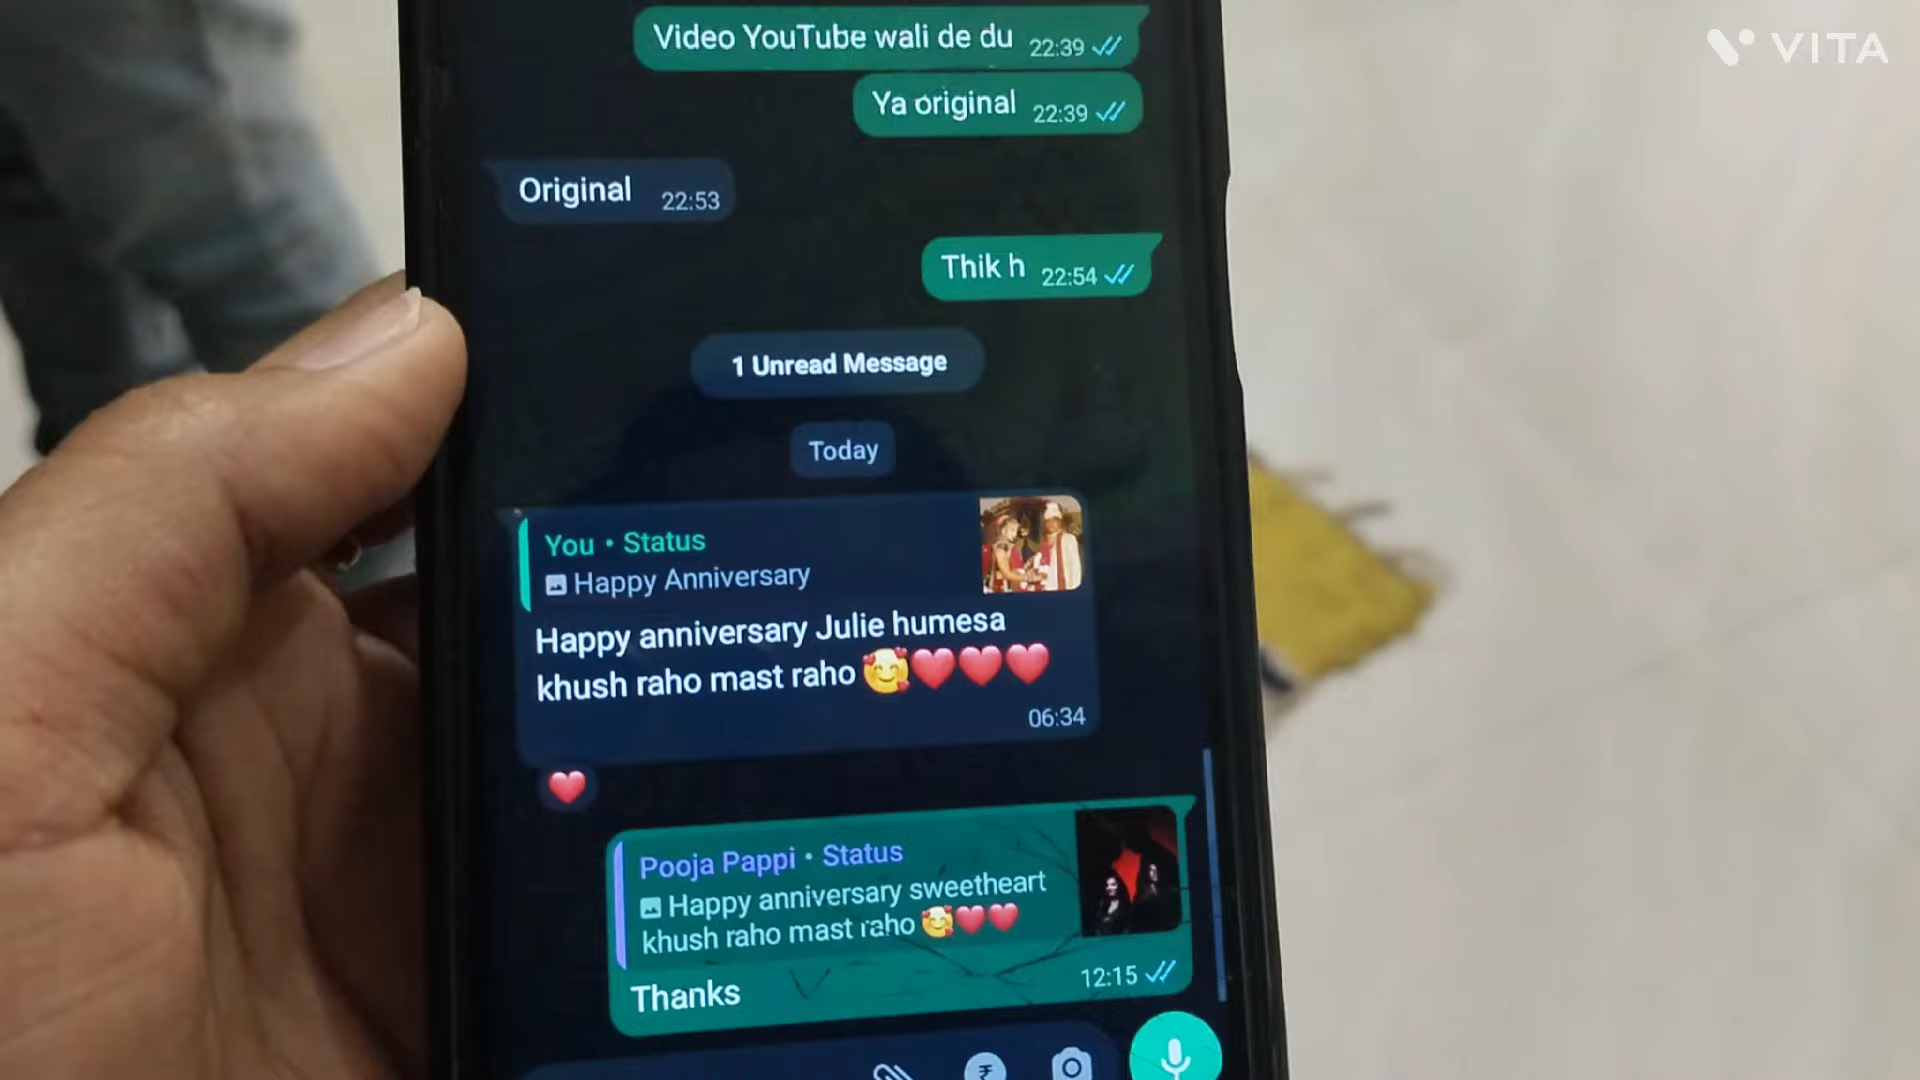 VITA
Video YouTube wali de du 22:39
Ya original 22:39
Original 22:53
Thik h 22:54
1 Unread Message
Today
You • Status
Happy Anniversary
Happy anniversary Julie humesa
khush raho mast raho 🥰❤️❤️❤️
06:34
❤️
Pooja Pappi • Status
Happy anniversary sweetheart
khush raho mast raho 🥰❤️❤️
Thanks 12:15
₹